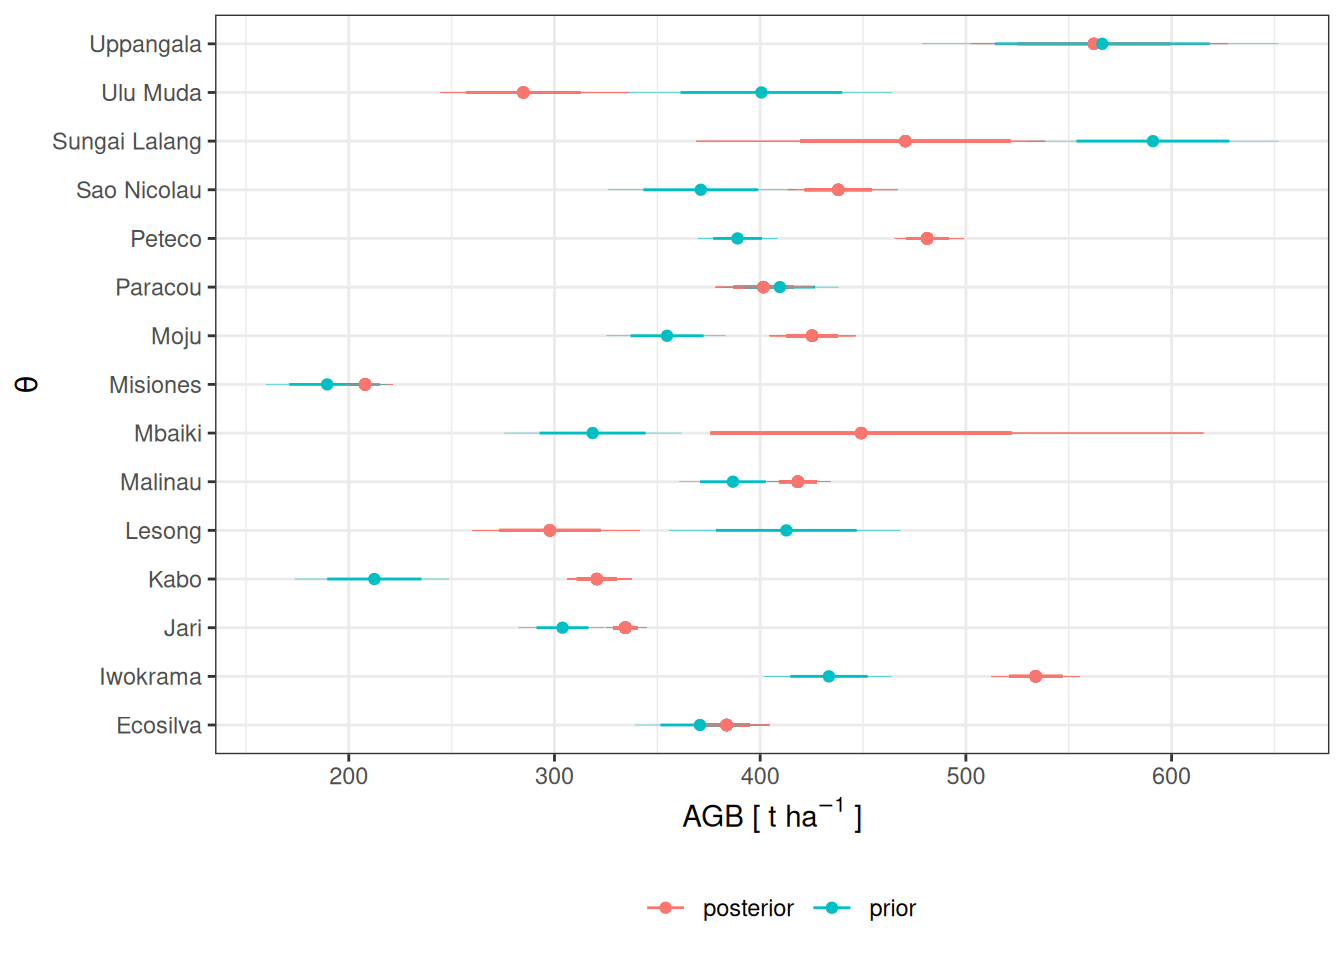 θ
Uppangala
Ulu Muda
Sungai Lalang
Sao Nicolau
Peteco
Paracou
Moju
Misiones
Mbaiki
Malinau
Lesong
Kabo
Jari
Iwokrama
Ecosilva
200 300 400 500 600
AGB [ t ha⁻¹ ]
posterior prior